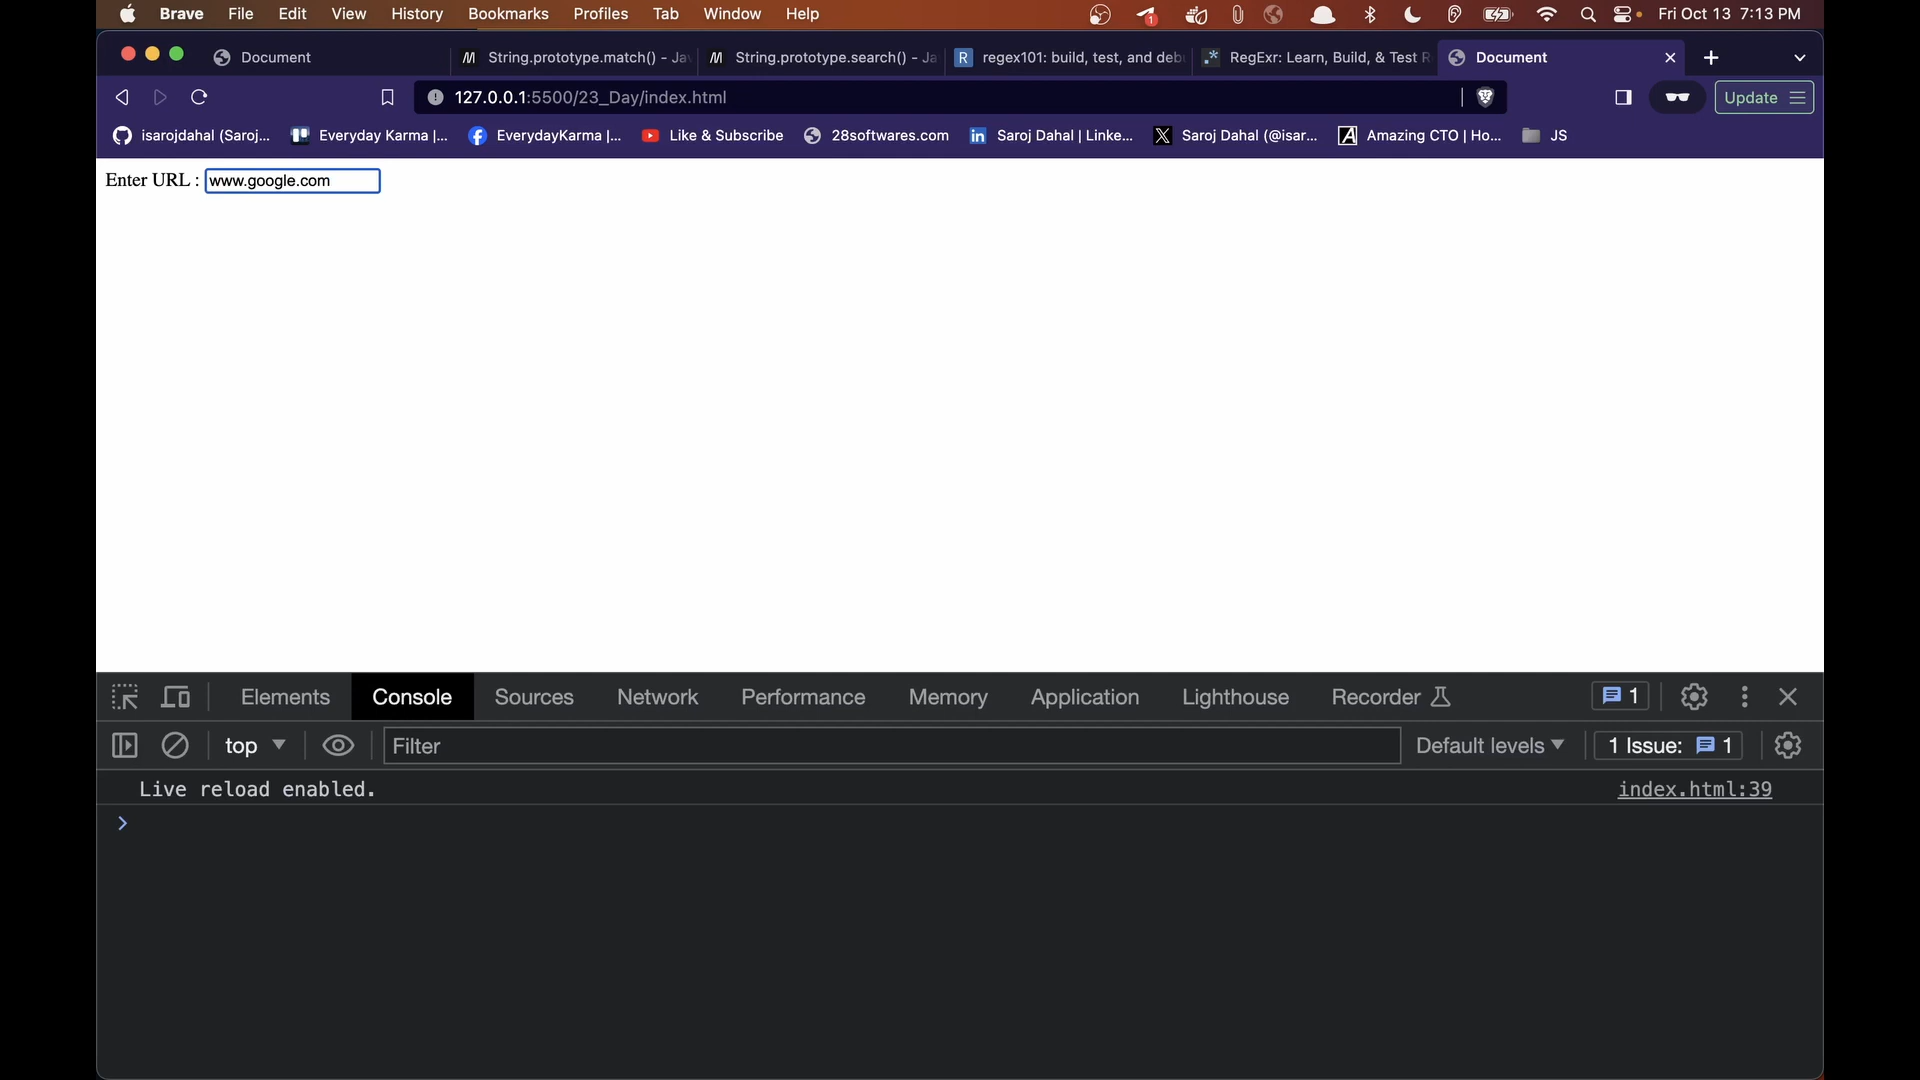 Brave File Edit View History Bookmarks Profiles Tab Window Help 1 Fri Oct 13 7:13 PM
Document String.prototype.match() - Ja String.prototype.search() - Ja regex101: build, test, and deb RegExr: Learn, Build, & Test R Document
127.0.0.1:5500/23_Day/index.html Update
isarojdahal (Saroj... Everyday Karma |... EverydayKarma |... Like & Subscribe 28softwares.com Saroj Dahal | Linke... Saroj Dahal (@isar... Amazing CTO | Ho... JS
Enter URL : www.google.com
Elements Console Sources Network Performance Memory Application Lighthouse Recorder 1
top Filter Default levels 1 Issue: 1
Live reload enabled. index.html:39